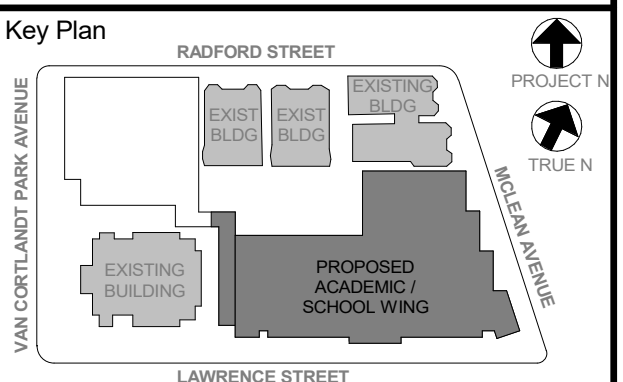 Key Plan
RADFORD STREET
PROJECT N
TRUE N
VAN CORTLANDT PARK AVENUE
EXIST
BLDG
EXIST
BLDG
EXISTING
BLDG
MCLEAN AVENUE
EXISTING
BUILDING
PROPOSED
ACADEMIC /
SCHOOL WING
LAWRENCE STREET